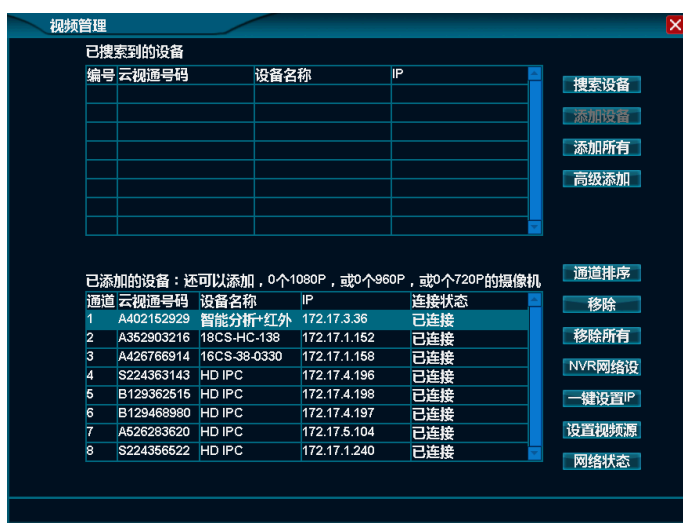 视频管理
已搜索到的设备
编号 云视通号码 设备名称 IP
搜索设备
添加设备
添加所有
高级添加
已添加的设备：还可以添加，0个1080P，或0个960P，或0个720P的摄像机
通道 云视通号码 设备名称 IP 连接状态
1 A402152929 智能分析+红外 172.17.3.36 已连接
2 A352903216 18CS-HC-138 172.17.1.152 已连接
3 A426766914 16CS-38-0330 172.17.1.158 已连接
4 S224363143 HD IPC 172.17.4.196 已连接
5 B129362515 HD IPC 172.17.4.198 已连接
6 B129468980 HD IPC 172.17.4.197 已连接
7 A526283620 HD IPC 172.17.5.104 已连接
8 S224356522 HD IPC 172.17.1.240 已连接
通道排序
移除
移除所有
NVR网络设
一键设置IP
设置视频源
网络状态